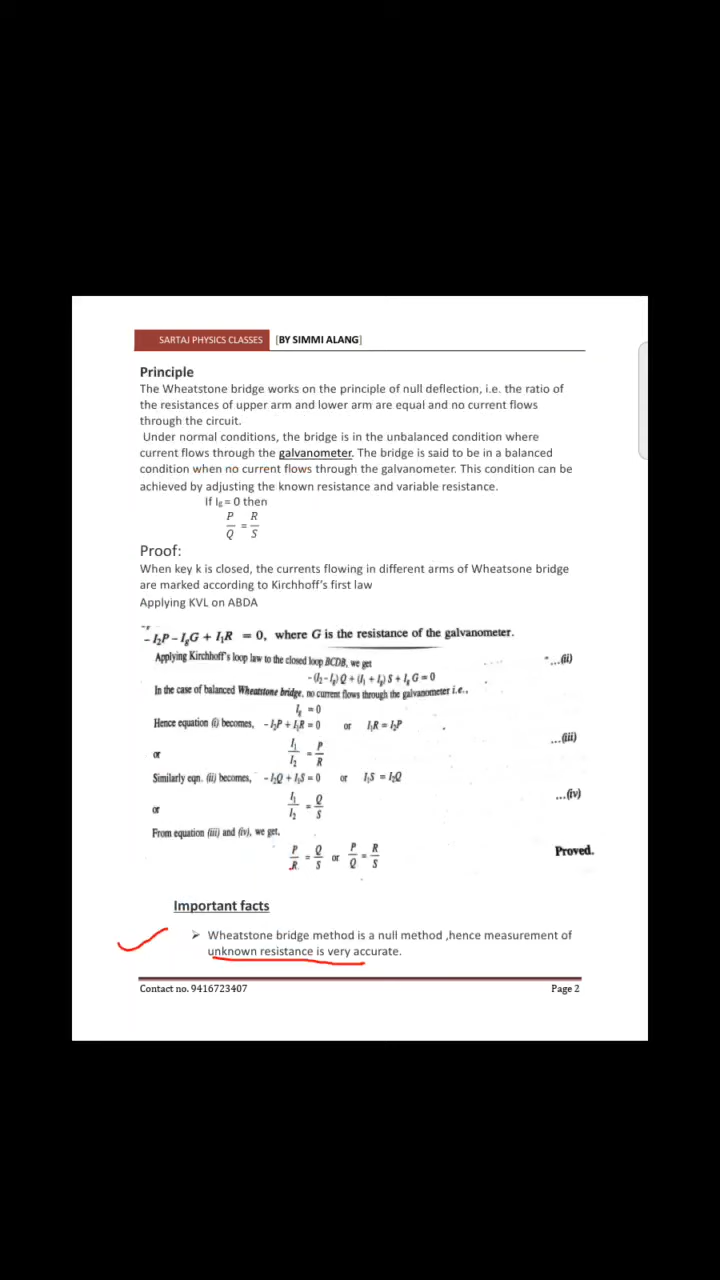 SARTAJ PHYSICS CLASSES [BY SIMMI ALANG]
Principle
The Wheatstone bridge works on the principle of null deflection, i.e. the ratio of
the resistances of upper arm and lower arm are equal and no current flows
through the circuit.
Under normal conditions, the bridge is in the unbalanced condition where
current flows through the galvanometer. The bridge is said to be in a balanced
condition when no current flows through the galvanometer. This condition can be
achieved by adjusting the known resistance and variable resistance.
If Ig = 0 then
P/Q = R/S
Proof:
When key k is closed, the currents flowing in different arms of Wheatsone bridge
are marked according to Kirchhoff's first law
Applying KVL on ABDA
- I₂P - IgG + I₁R = 0, where G is the resistance of the galvanometer.
Applying Kirchhoff's loop law to the closed loop BCDB, we get ...(ii)
-(I₂ - Ig) Q + (I₁ + Ig) S + Ig G = 0
In the case of balanced Wheatstone bridge, no current flows through the galvanometer i.e.,
Ig = 0
Hence equation (i) becomes, - I₂P + I₁R = 0 or I₁R = I₂P
or I₁/I₂ = P/R ...(iii)
Similarly eqn. (ii) becomes, - I₂Q + I₁S = 0 or I₁S = I₂Q
or I₁/I₂ = Q/S ...(iv)
From equation (iii) and (iv), we get,
P/R = Q/S or P/Q = R/S Proved.
Important facts
➢ Wheatstone bridge method is a null method ,hence measurement of
unknown resistance is very accurate.
Contact no. 9416723407 Page 2